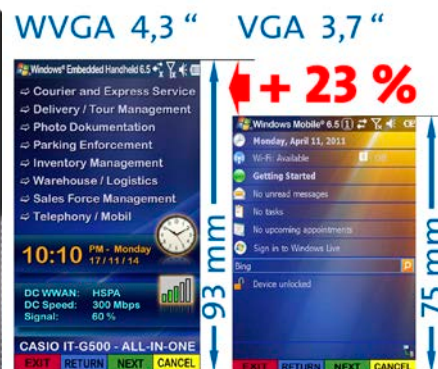 WVGA 4,3 “
VGA 3,7 “
+ 23 %
Windows® Embedded Handheld 6.5
⇨ Courier and Express Service
⇨ Delivery / Tour Management
⇨ Photo Dokumentation
⇨ Parking Enforcement
⇨ Inventory Management
⇨ Warehouse / Logistics
⇨ Sales Force Management
⇨ Telephony / Mobil
10:10 PM - Monday
17/11/14
DC WWAN: HSPA
DC Speed: 300 Mbps
Signal: 60 %
CASIO IT-G500 - ALL-IN-ONE
EXIT RETURN NEXT CANCEL
93 mm
Windows Mobile® 6.5
Monday, April 11, 2011
Wi-Fi: Available
Getting Started
No unread messages
No tasks
No upcoming appointments
Sign in to Windows Live
Bing
Device unlocked
EXIT RETURN NEXT CANCEL
75 mm